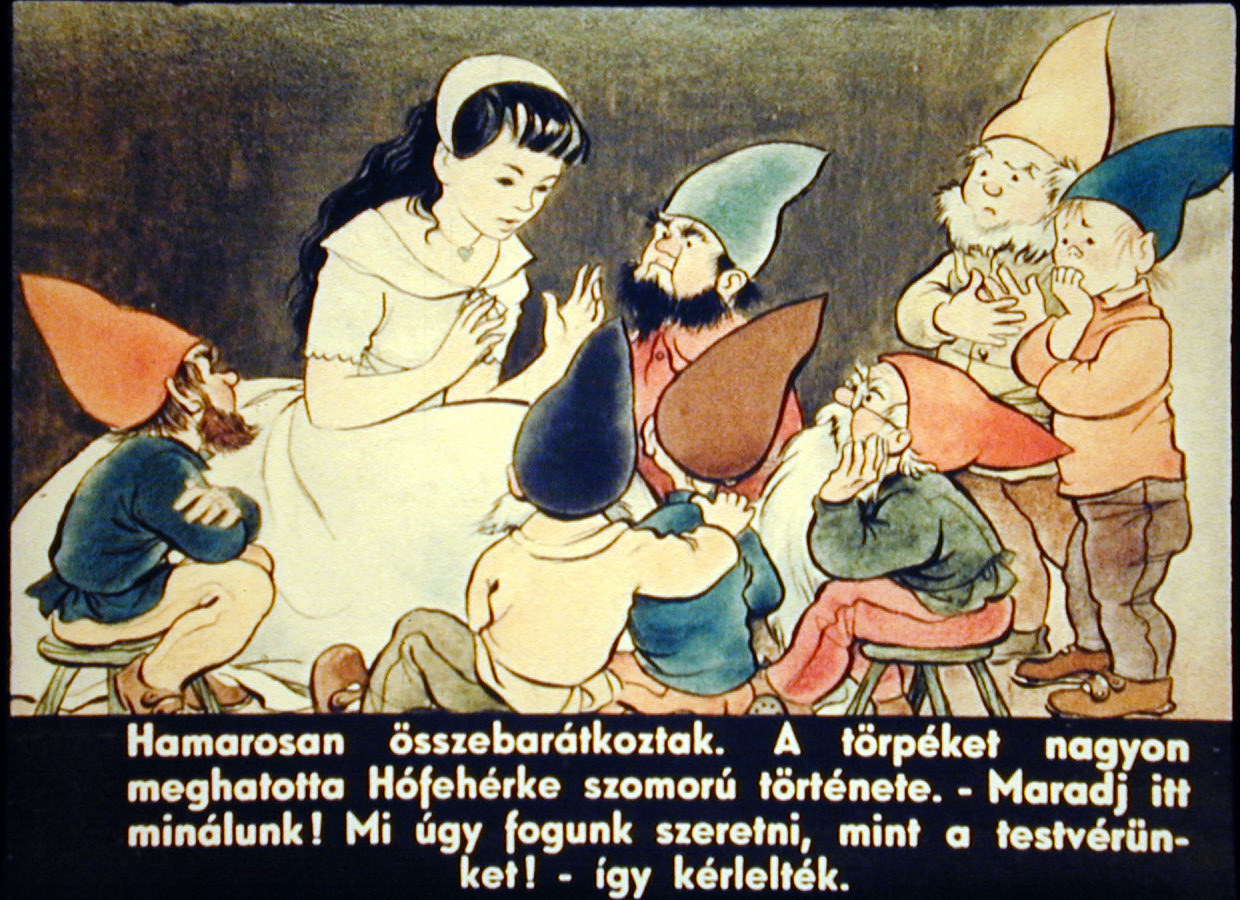 Hamarosan összebarátkoztak. A törpéket nagyon
meghatotta Hófehérke szomorú története. - Maradj itt
minálunk! Mi úgy fogunk szeretni, mint a testvérün-
ket! - így kérlelték.